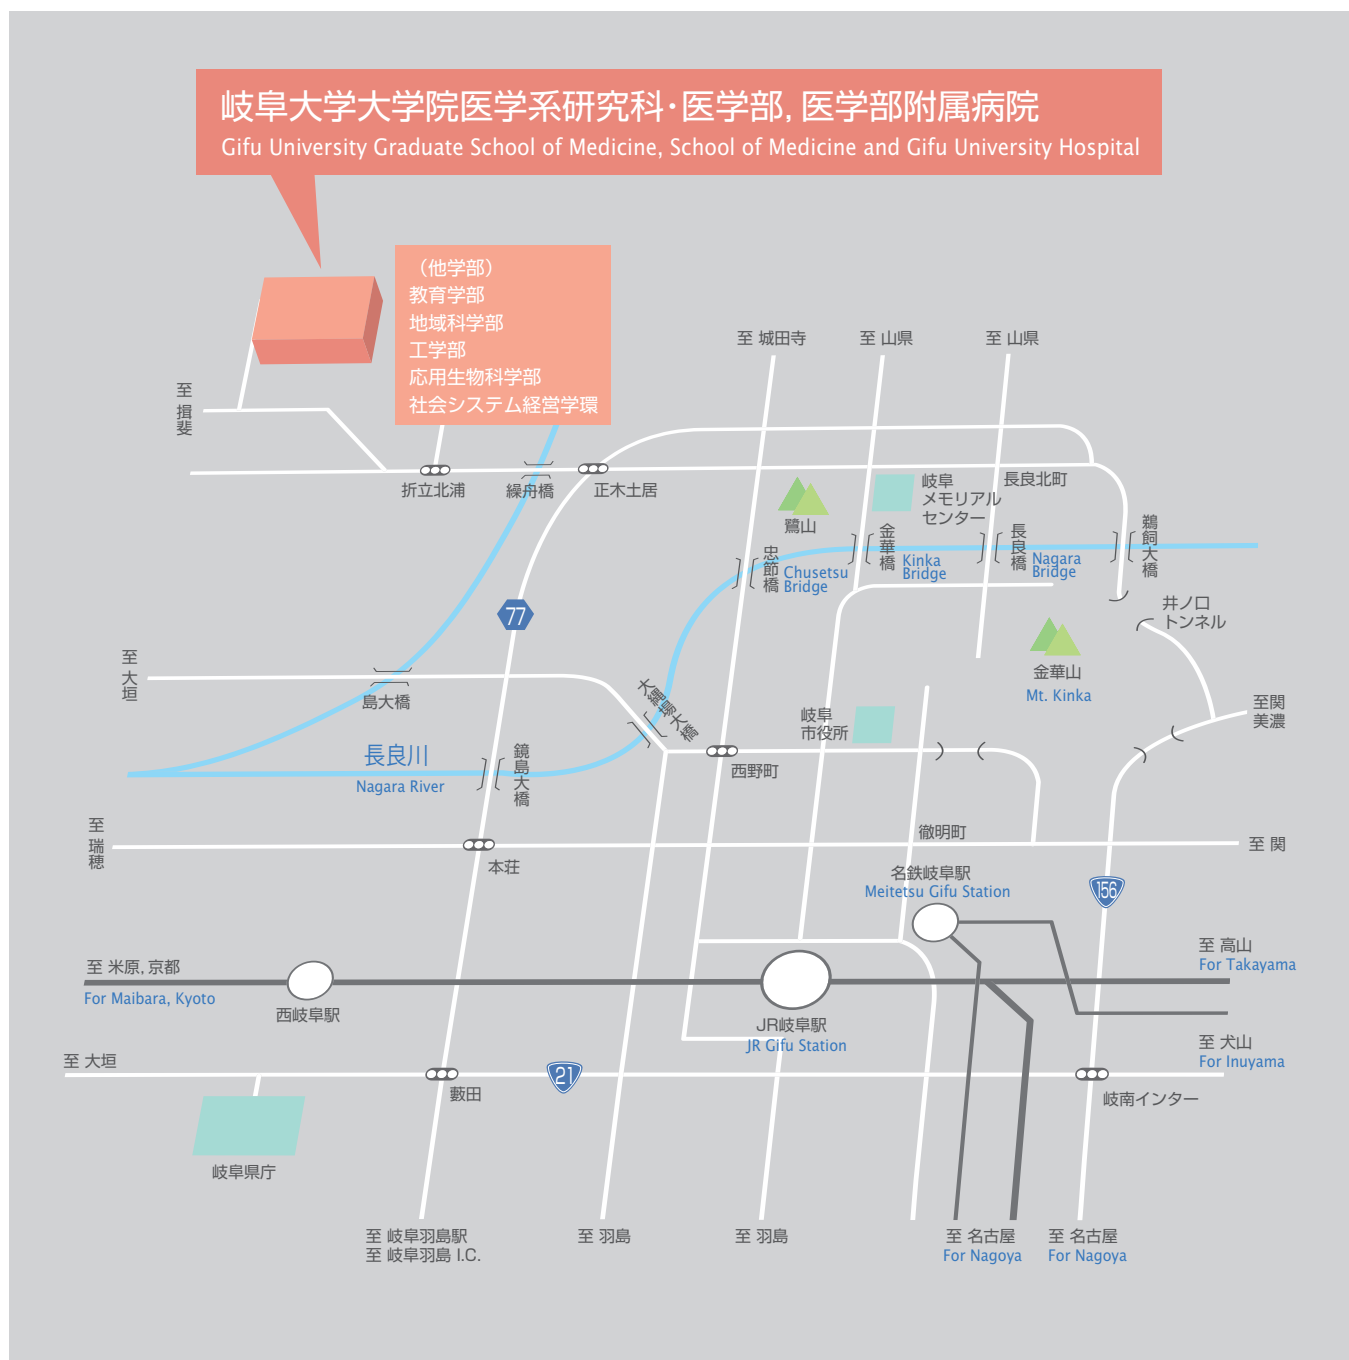 岐阜大学大学院医学系研究科・医学部, 医学部附属病院
Gifu University Graduate School of Medicine, School of Medicine and Gifu University Hospital
（他学部）
教育学部
地域科学部
工学部
応用生物科学部
社会システム経営学環
至 城田寺
至 山県
至 山県
至 揖斐
折立北浦
繰舟橋
正木土居
鷺山
岐阜
メモリアル
センター
長良北町
忠節橋
Chusetsu
Bridge
金華橋
Kinka
Bridge
長良橋
Nagara
Bridge
鵜飼大橋
井ノ口
トンネル
77
至 大垣
島大橋
大縄場大橋
金華山
Mt. Kinka
岐阜
市役所
至関
美濃
長良川
Nagara River
鏡島大橋
西野町
至 瑞穂
本荘
徹明町
至 関
名鉄岐阜駅
Meitetsu Gifu Station
156
至 米原, 京都
For Maibara, Kyoto
西岐阜駅
JR岐阜駅
JR Gifu Station
至 高山
For Takayama
至 犬山
For Inuyama
至 大垣
藪田
21
岐南インター
岐阜県庁
至 岐阜羽島駅
至 岐阜羽島 I.C.
至 羽島
至 羽島
至 名古屋
For Nagoya
至 名古屋
For Nagoya